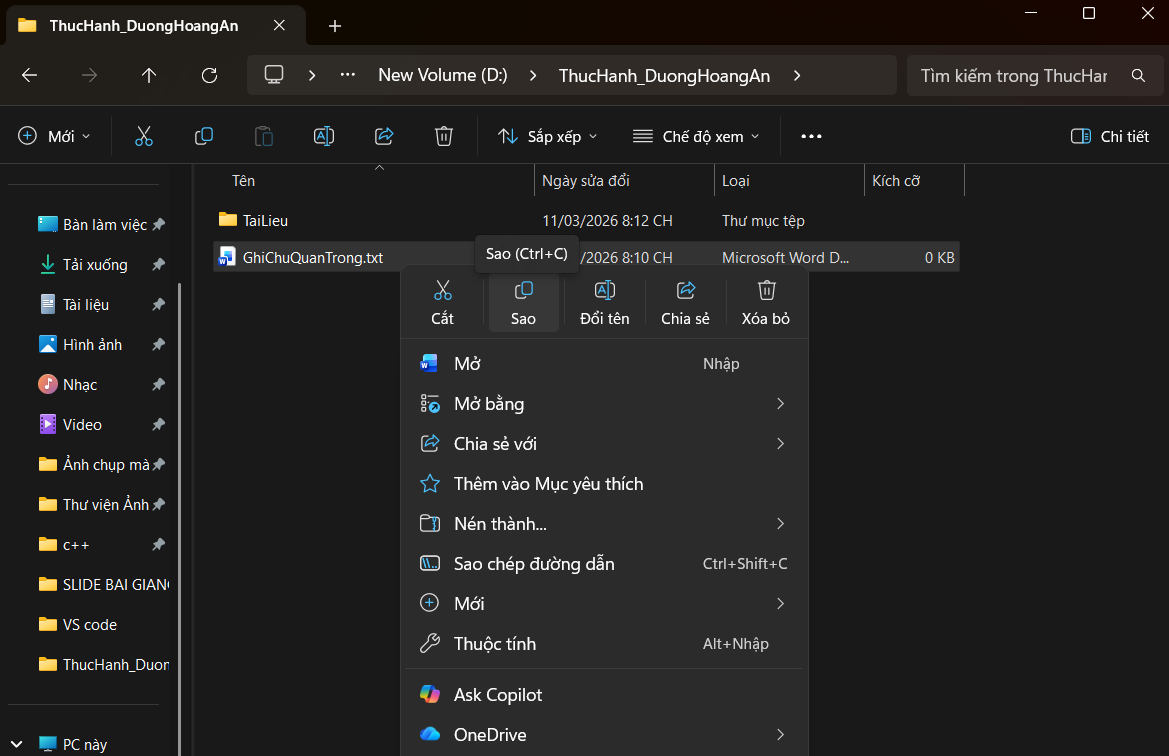 ThucHanh_DuongHoangAn
New Volume (D:)
ThucHanh_DuongHoangAn
Tìm kiếm trong ThucHar
Mới
Sắp xếp
Chế độ xem
Chi tiết
Tên
Ngày sửa đổi
Loại
Kích cỡ
TaiLieu
11/03/2026 8:12 CH
Thư mục tệp
GhiChuQuanTrong.txt
/2026 8:10 CH
Microsoft Word D...
0 KB
Sao (Ctrl+C)
Cắt
Sao
Đổi tên
Chia sẻ
Xóa bỏ
Mở
Nhập
Mở bằng
Chia sẻ với
Thêm vào Mục yêu thích
Nén thành...
Sao chép đường dẫn
Ctrl+Shift+C
Mới
Thuộc tính
Alt+Nhập
Ask Copilot
OneDrive
Bàn làm việc
Tải xuống
Tài liệu
Hình ảnh
Nhạc
Video
Ảnh chụp mà
Thư viện Ảnh
c++
SLIDE BAI GIANG
VS code
ThucHanh_Duon
PC này